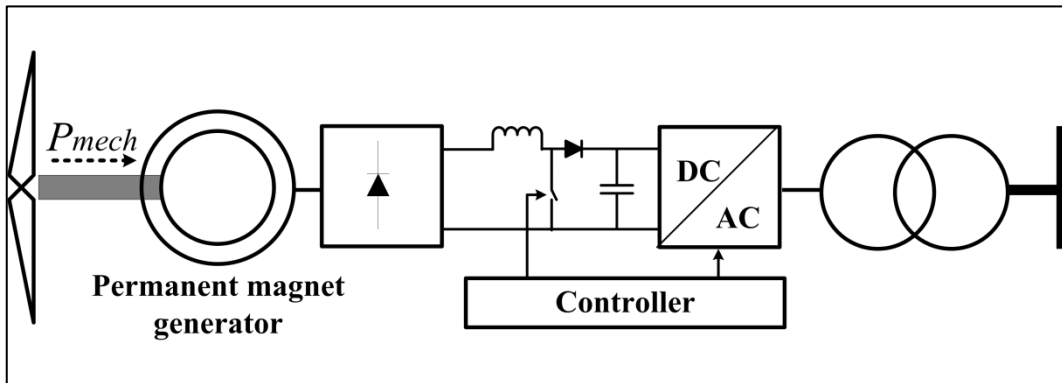 Pmech
DC
AC
Permanent magnet
generator
Controller